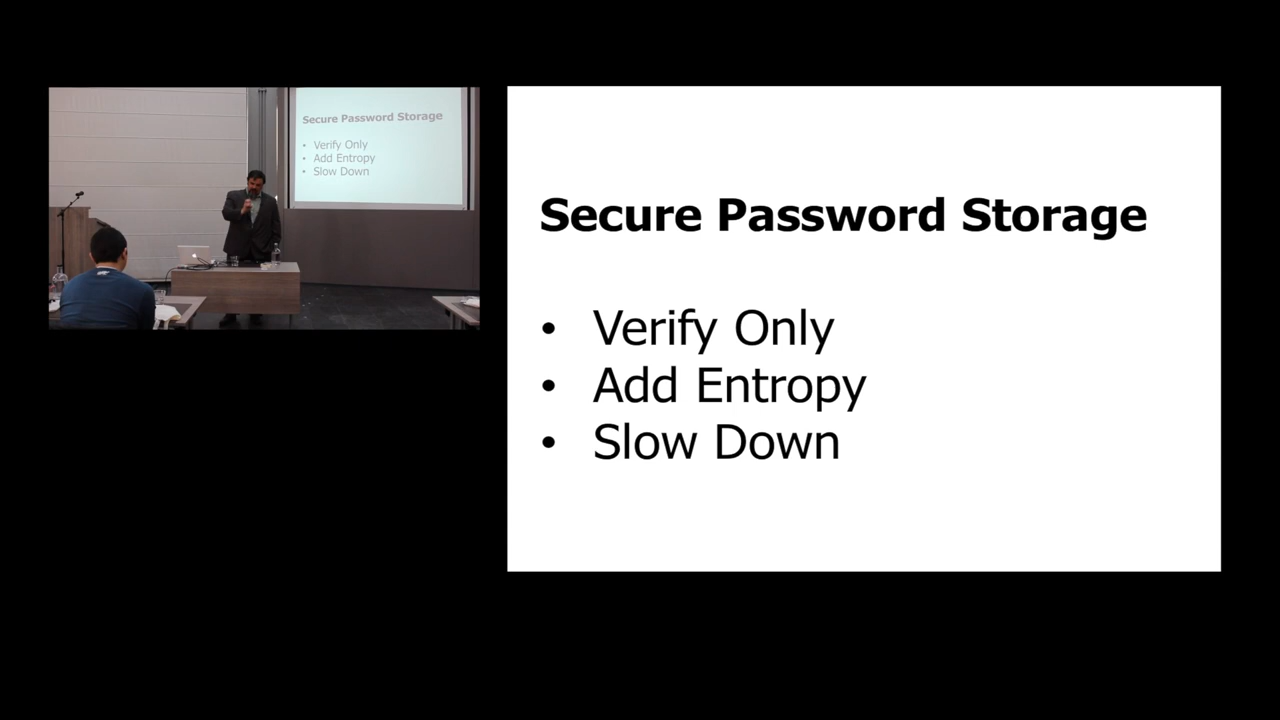 Secure Password Storage
• Verify Only
• Add Entropy
• Slow Down
Secure Password Storage
• Verify Only
• Add Entropy
• Slow Down